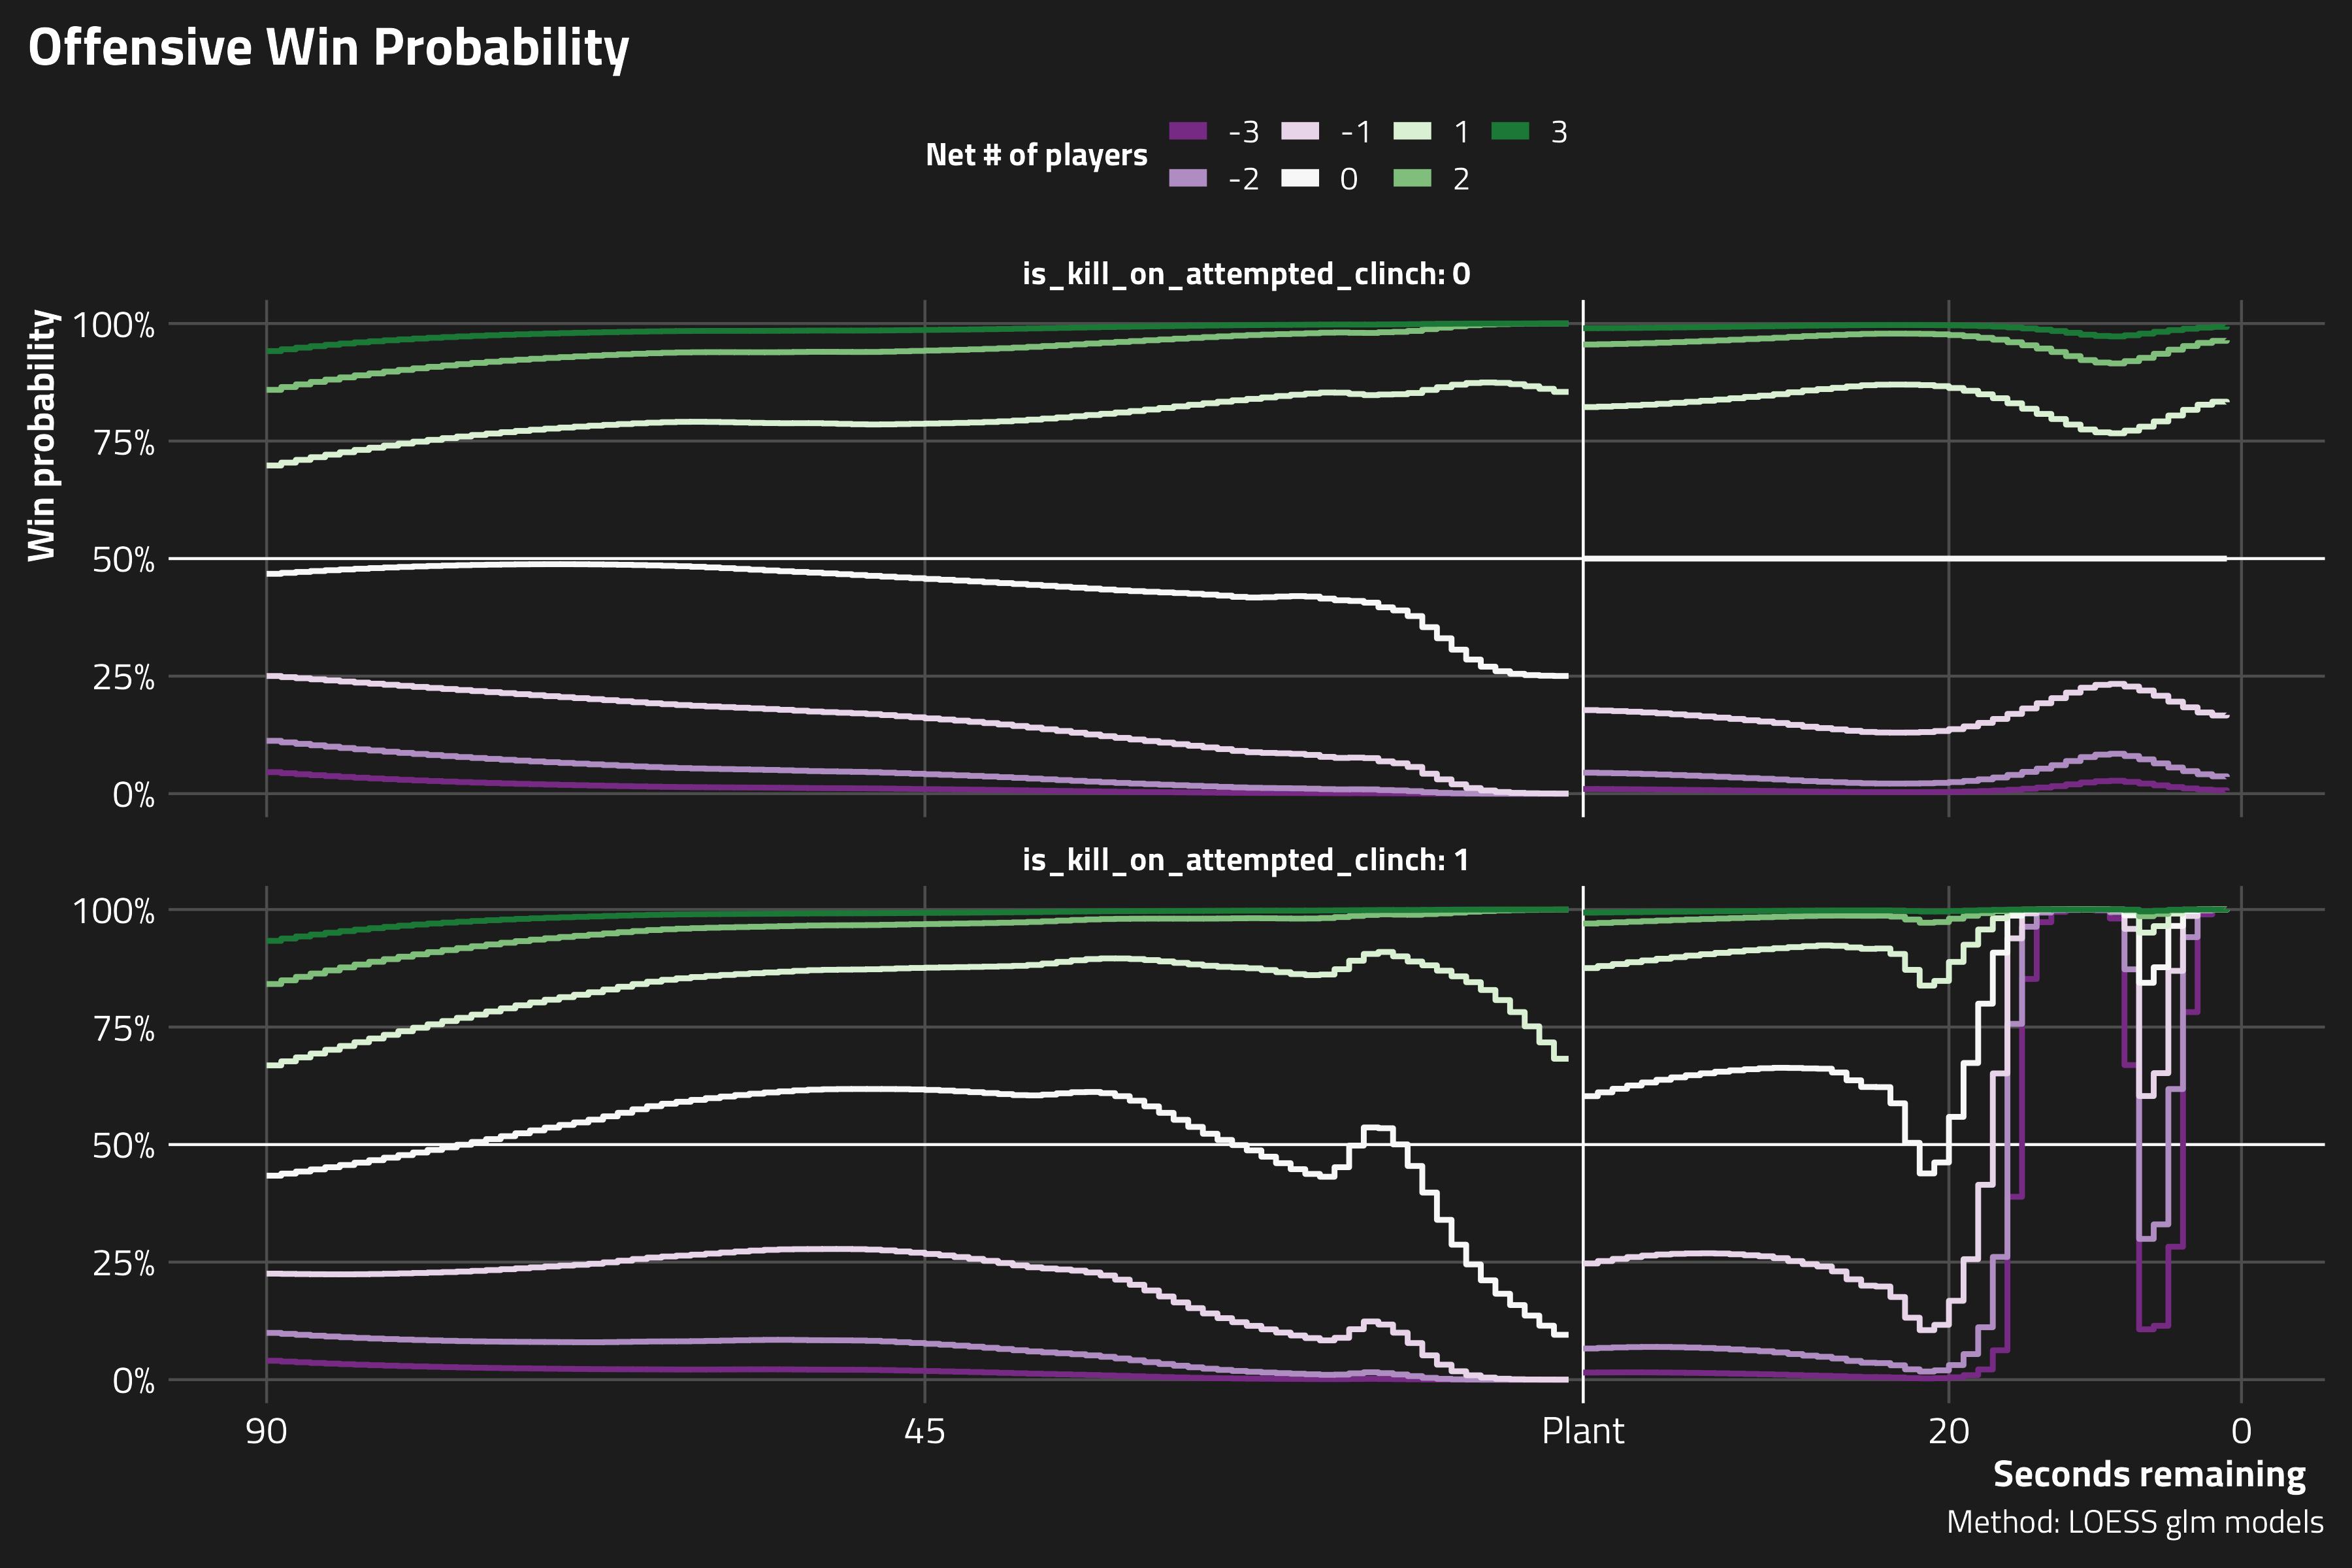 Offensive Win Probability
Net # of players
-3 -1 1 3
-2 0 2
is_kill_on_attempted_clinch: 0
Win probability
100%
75%
50%
25%
0%
is_kill_on_attempted_clinch: 1
100%
75%
50%
25%
0%
90 45 Plant 20 0
Seconds remaining
Method: LOESS glm models